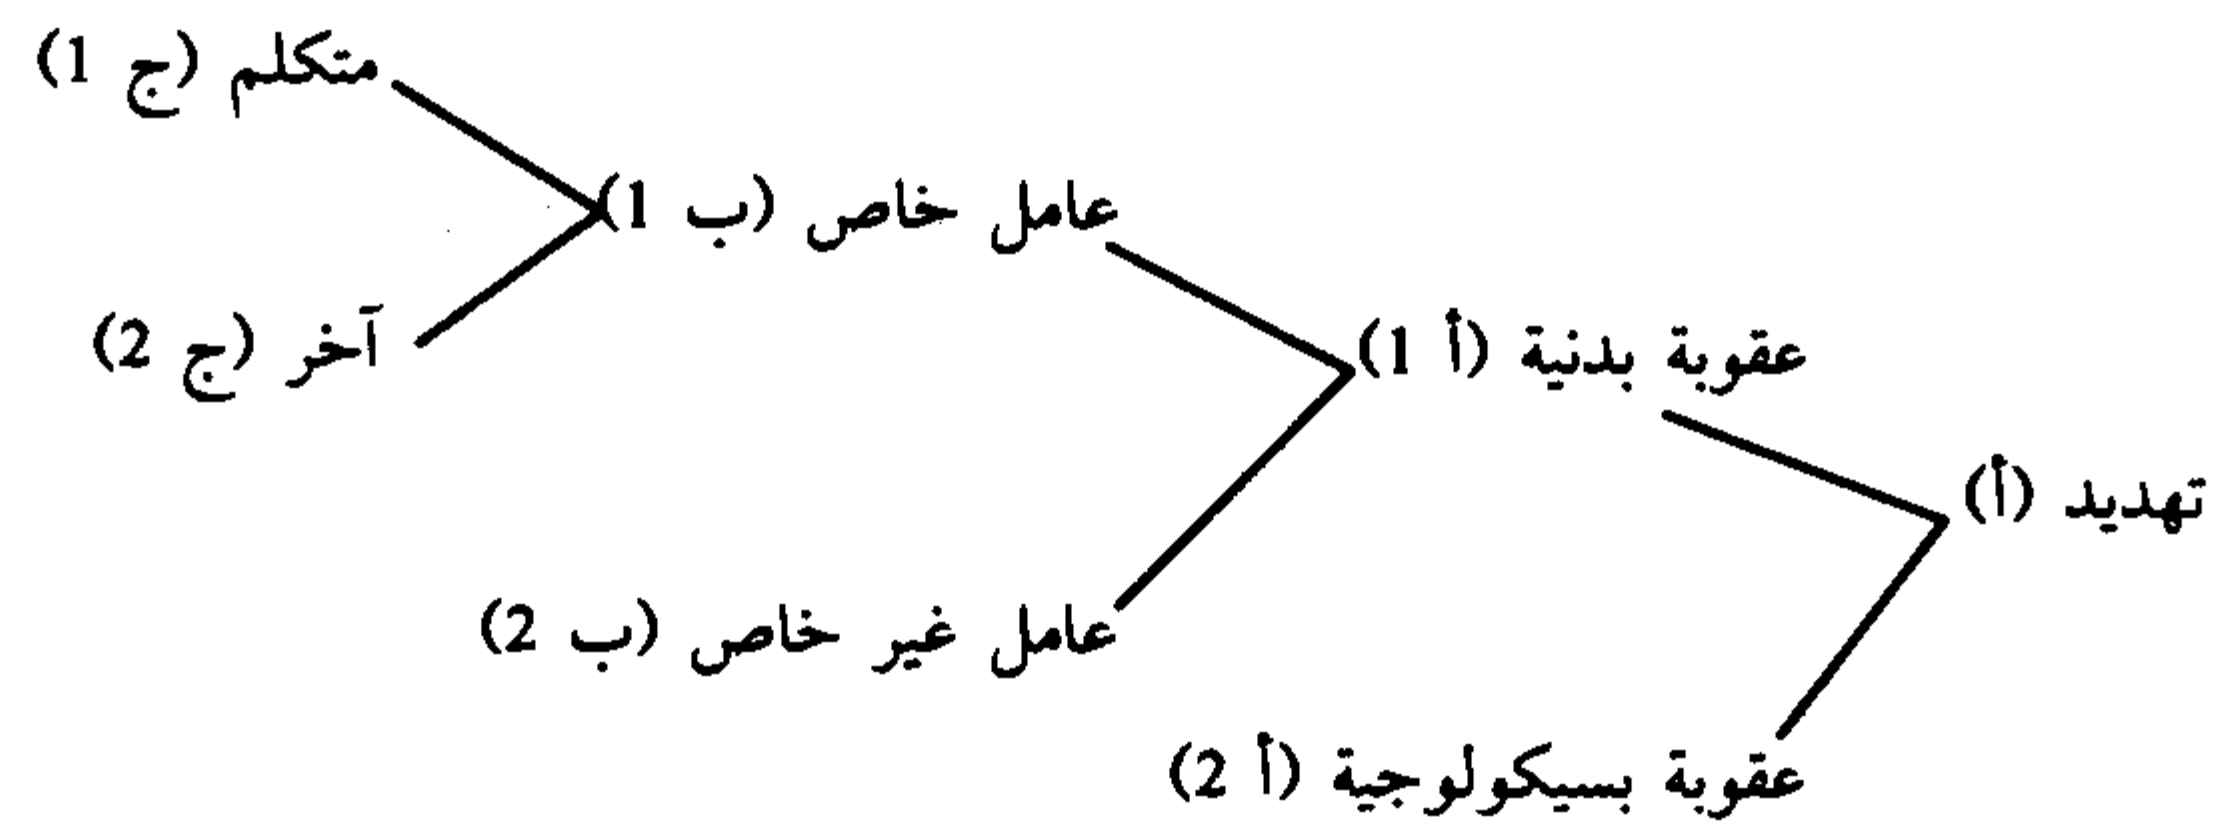 متكلم (ج 1)
عامل خاص (ب 1)
آخر (ج 2)
عقوبة بدنية (أ 1)
تهديد (أ)
عامل غير خاص (ب 2)
عقوبة بسيكولوجية (أ 2)